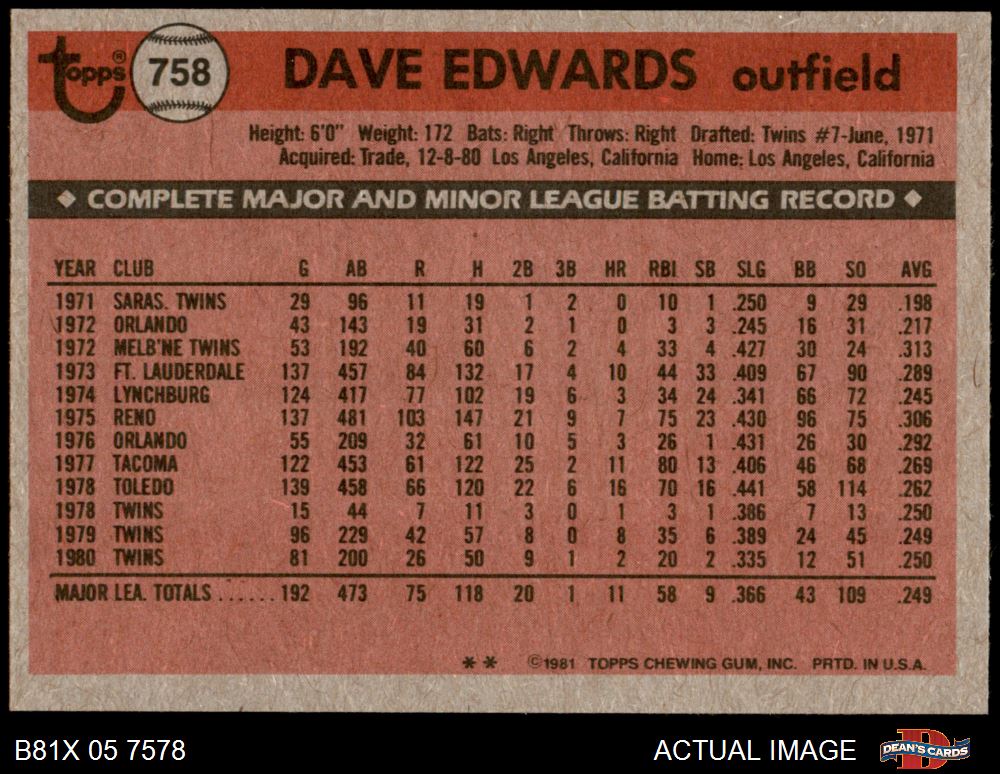 Topps® 758 DAVE EDWARDS outfield
Height: 6'0" Weight: 172 Bats: Right Throws: Right Drafted: Twins #7-June, 1971
Acquired: Trade, 12-8-80 Los Angeles, California Home: Los Angeles, California
◆ COMPLETE MAJOR AND MINOR LEAGUE BATTING RECORD ◆
YEAR CLUB G AB R H 2B 3B HR RBI SB SLG BB SO AVG
1971 SARAS. TWINS 29 96 11 19 1 2 0 10 1 .250 9 29 .198
1972 ORLANDO 43 143 19 31 2 1 0 3 3 .245 16 31 .217
1972 MELB'NE TWINS 53 192 40 60 6 2 4 33 4 .427 30 24 .313
1973 FT. LAUDERDALE 137 457 84 132 17 4 10 44 33 .409 67 90 .289
1974 LYNCHBURG 124 417 77 102 19 6 3 34 24 .341 66 72 .245
1975 RENO 137 481 103 147 21 9 7 75 23 .430 96 75 .306
1976 ORLANDO 55 209 32 61 10 5 3 26 1 .431 26 30 .292
1977 TACOMA 122 453 61 122 25 2 11 80 13 .406 46 68 .269
1978 TOLEDO 139 458 66 120 22 6 16 70 16 .441 58 114 .262
1978 TWINS 15 44 7 11 3 0 1 3 1 .386 7 13 .250
1979 TWINS 96 229 42 57 8 0 8 35 6 .389 24 45 .249
1980 TWINS 81 200 26 50 9 1 2 20 2 .335 12 51 .250
MAJOR LEA. TOTALS ...... 192 473 75 118 20 1 11 58 9 .366 43 109 .249
** ©1981 TOPPS CHEWING GUM, INC. PRTD. IN U.S.A.
B81X 05 7578 ACTUAL IMAGE DEAN'S CARDS